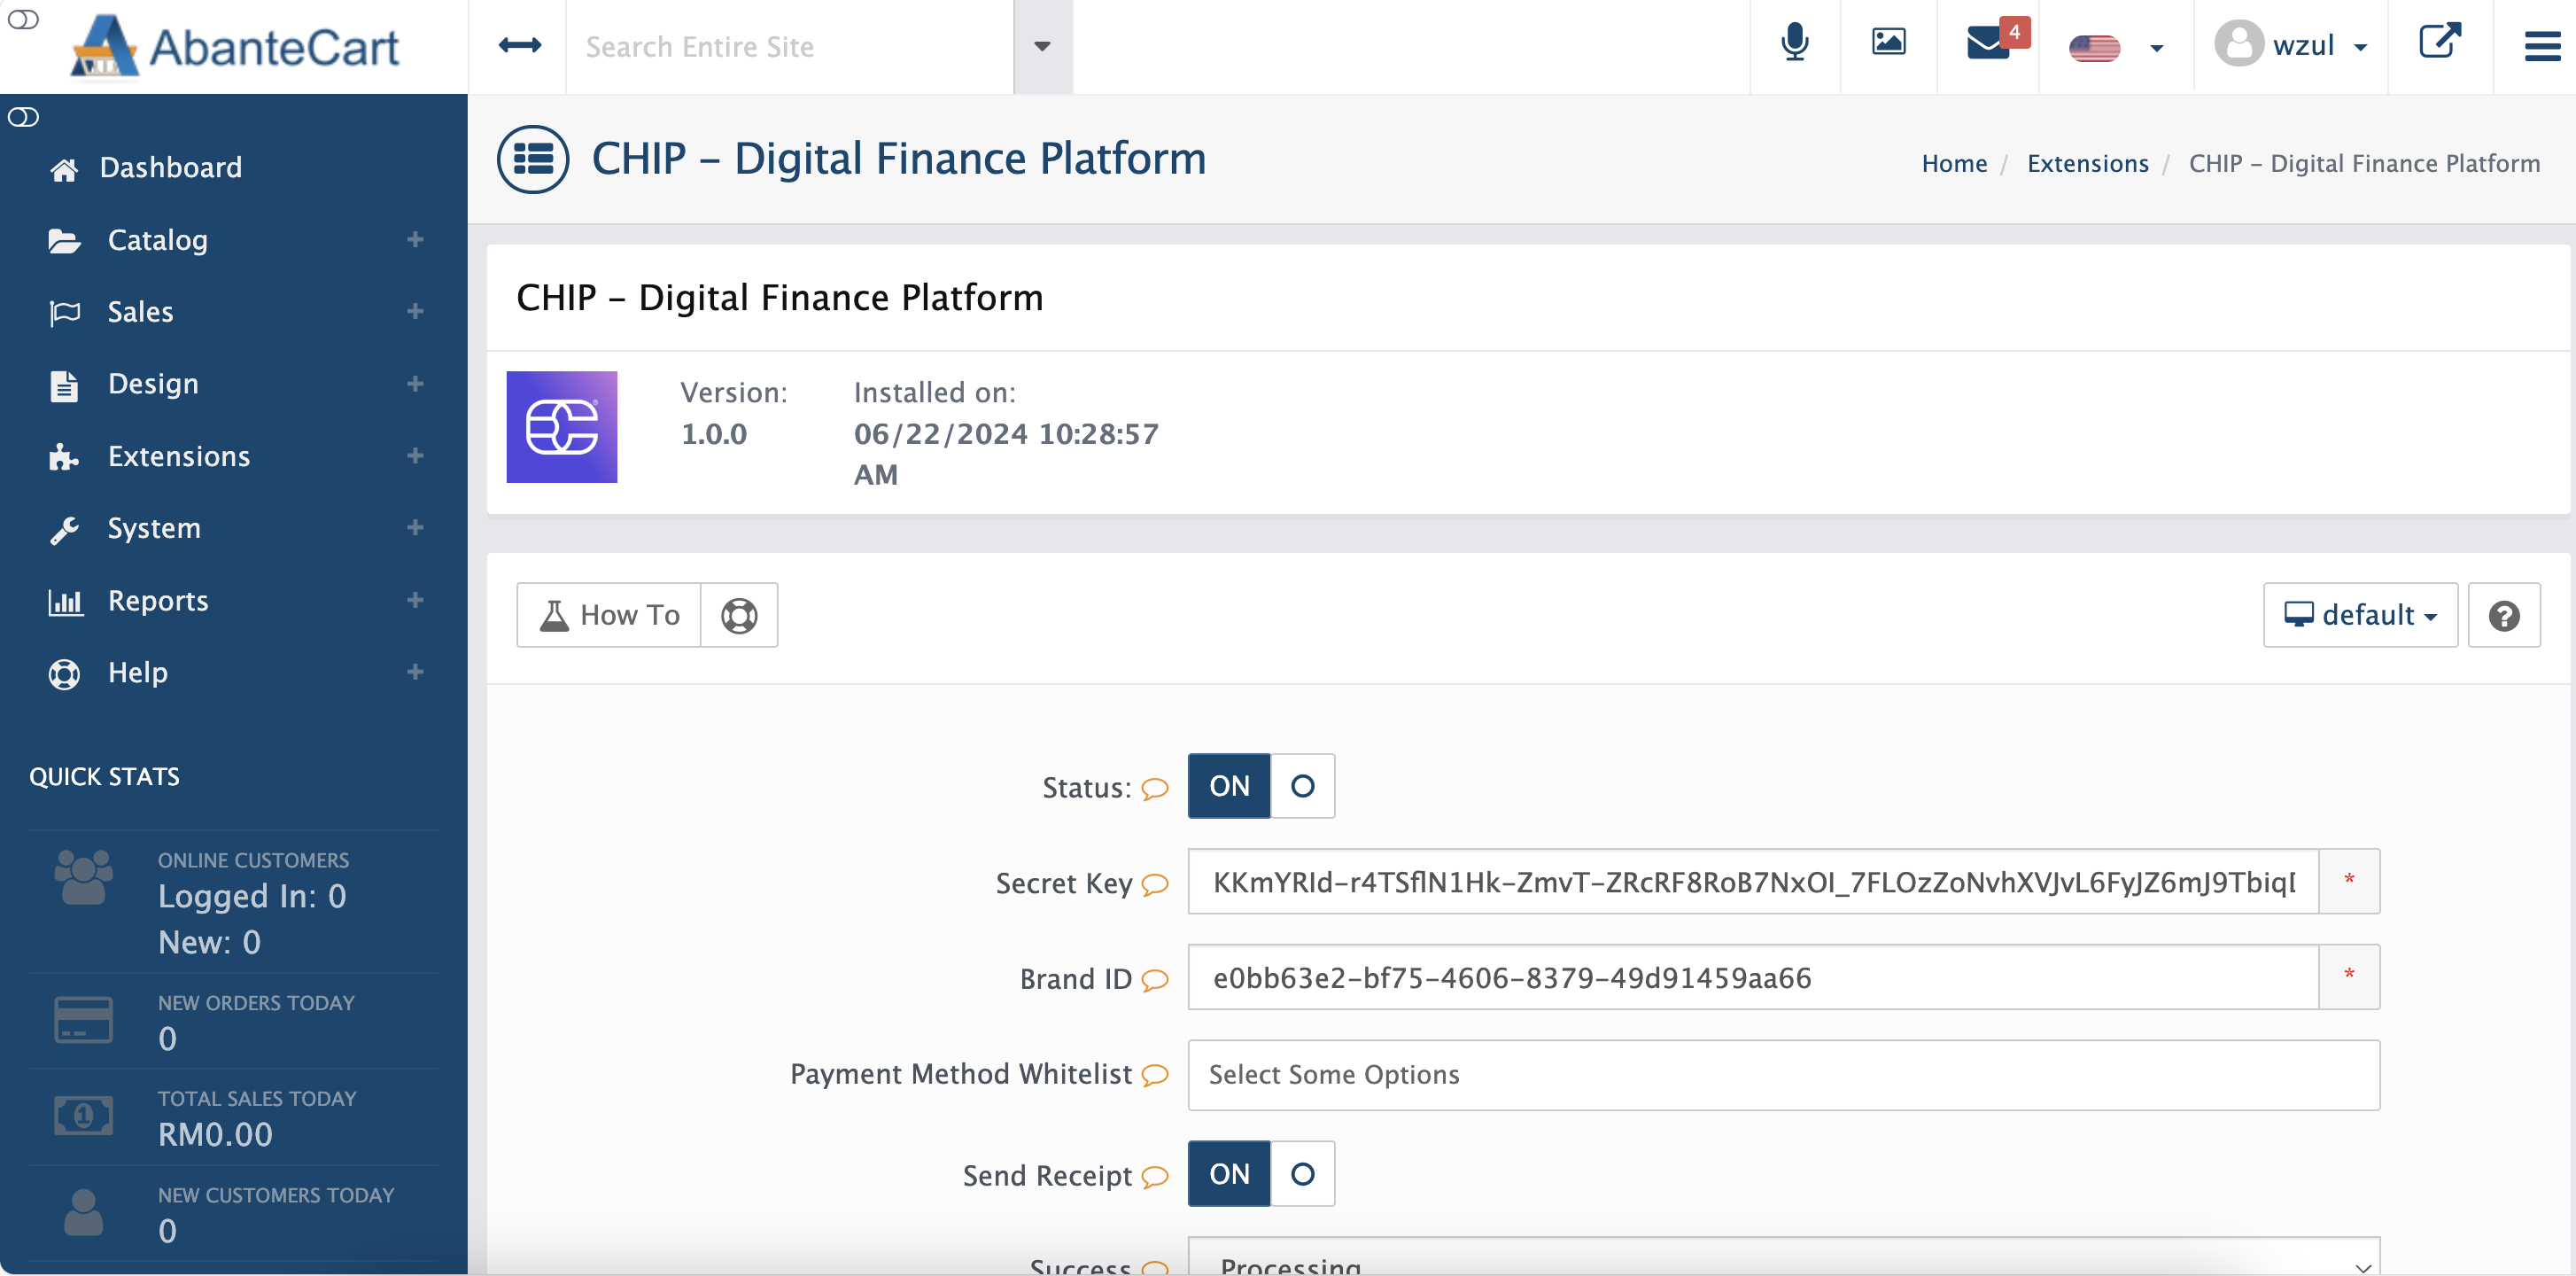 AbanteCart
Search Entire Site
4
wzul
Dashboard
Catalog
Sales
Design
Extensions
System
Reports
Help
QUICK STATS
ONLINE CUSTOMERS
Logged In: 0
New: 0
NEW ORDERS TODAY
0
TOTAL SALES TODAY
RM0.00
NEW CUSTOMERS TODAY
0
CHIP – Digital Finance Platform
Home / Extensions / CHIP – Digital Finance Platform
CHIP – Digital Finance Platform
Version:
1.0.0
Installed on:
06/22/2024 10:28:57
AM
How To
default
Status: ON
Secret Key *
Brand ID e0bb63e2-bf75-4606-8379-49d91459aa66 *
Payment Method Whitelist Select Some Options
Send Receipt ON
Success Processing